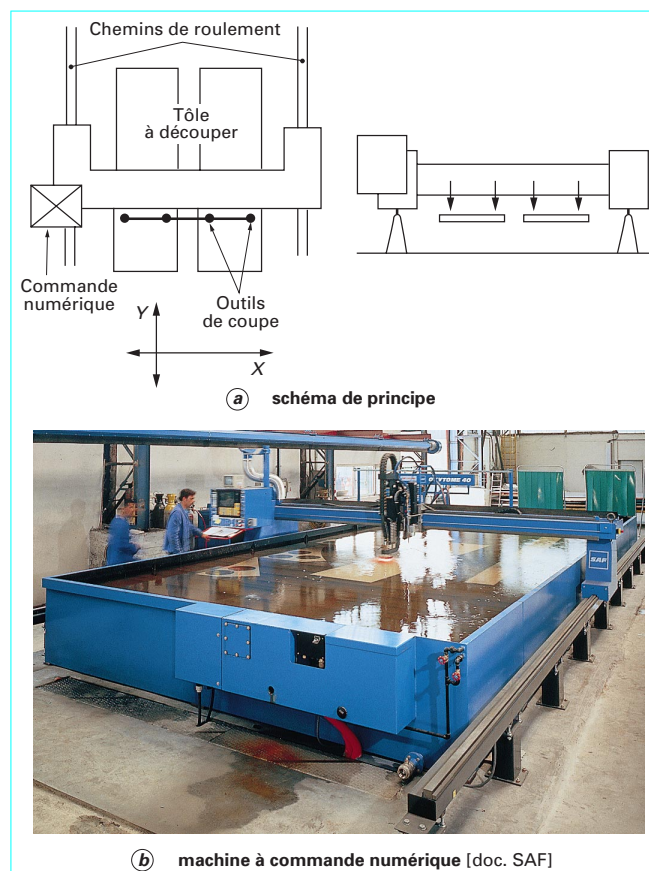 Chemins de roulement
Tôle
à découper
Commande
numérique
Outils
de coupe
Y
X
a schéma de principe
SAF
b machine à commande numérique [doc. SAF]